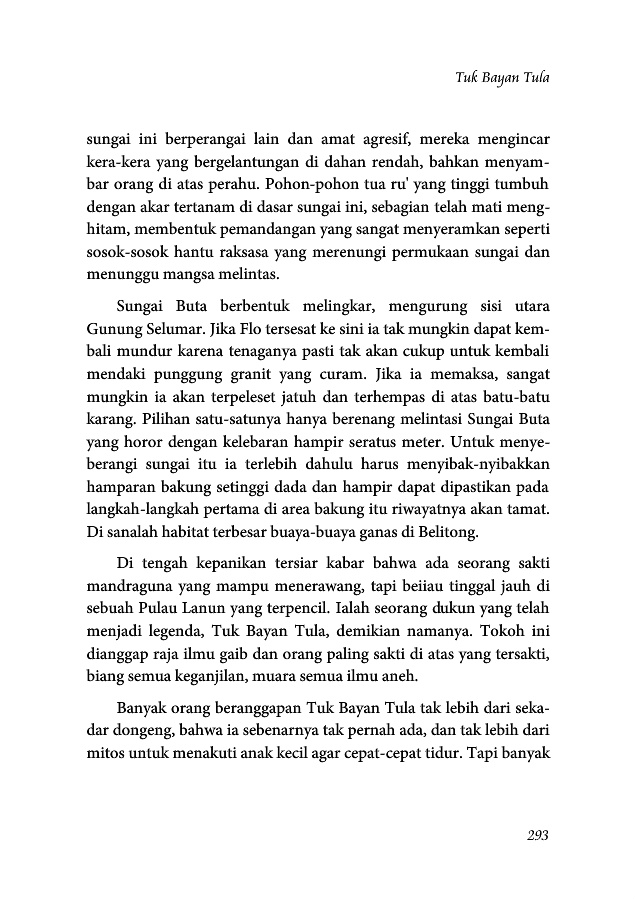 Tuk Bayan Tula
sungai ini berperangai lain dan amat agresif, mereka mengincar
kera-kera yang bergelantungan di dahan rendah, bahkan menyam-
bar orang di atas perahu. Pohon-pohon tua ru' yang tinggi tumbuh
dengan akar tertanam di dasar sungai ini, sebagian telah mati meng-
hitam, membentuk pemandangan yang sangat menyeramkan seperti
sosok-sosok hantu raksasa yang merenungi permukaan sungai dan
menunggu mangsa melintas.
Sungai Buta berbentuk melingkar, mengurung sisi utara
Gunung Selumar. Jika Flo tersesat ke sini ia tak mungkin dapat kem-
bali mundur karena tenaganya pasti tak akan cukup untuk kembali
mendaki punggung granit yang curam. Jika ia memaksa, sangat
mungkin ia akan terpeleset jatuh dan terhempas di atas batu-batu
karang. Pilihan satu-satunya hanya berenang melintasi Sungai Buta
yang horor dengan kelebaran hampir seratus meter. Untuk menye-
berangi sungai itu ia terlebih dahulu harus menyibak-nyibakkan
hamparan bakung setinggi dada dan hampir dapat dipastikan pada
langkah-langkah pertama di area bakung itu riwayatnya akan tamat.
Di sanalah habitat terbesar buaya-buaya ganas di Belitong.
Di tengah kepanikan tersiar kabar bahwa ada seorang sakti
mandraguna yang mampu menerawang, tapi beiiau tinggal jauh di
sebuah Pulau Lanun yang terpencil. Ialah seorang dukun yang telah
menjadi legenda, Tuk Bayan Tula, demikian namanya. Tokoh ini
dianggap raja ilmu gaib dan orang paling sakti di atas yang tersakti,
biang semua keganjilan, muara semua ilmu aneh.
Banyak orang beranggapan Tuk Bayan Tula tak lebih dari seka-
dar dongeng, bahwa ia sebenarnya tak pernah ada, dan tak lebih dari
mitos untuk menakuti anak kecil agar cepat-cepat tidur. Tapi banyak
293